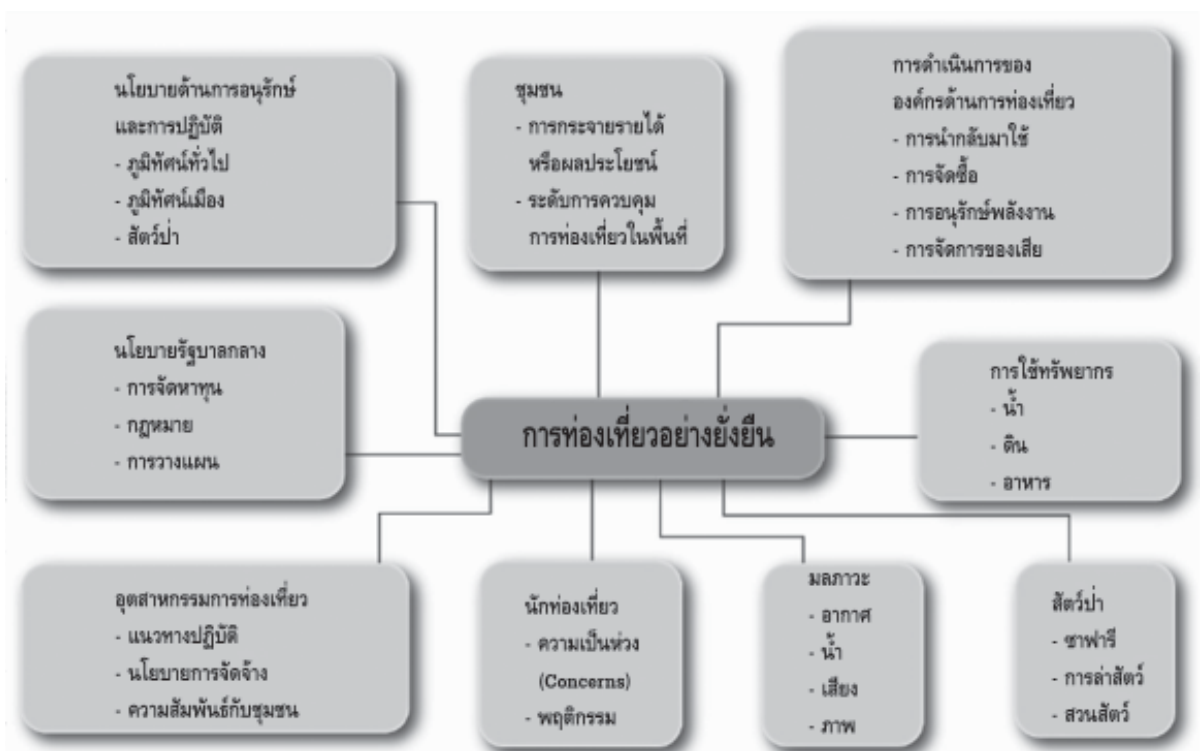 นโยบายด้านการอนุรักษ์
และการปฏิบัติ
- ภูมิทัศน์ทั่วไป
- ภูมิทัศน์เมือง
- สัตว์ป่า
ชุมชน
- การกระจายรายได้
หรือผลประโยชน์
- ระดับการควบคุม
การท่องเที่ยวในพื้นที่
การดำเนินการของ
องค์กรด้านการท่องเที่ยว
- การนำกลับมาใช้
- การจัดซื้อ
- การอนุรักษ์พลังงาน
- การจัดการของเสีย
นโยบายรัฐบาลกลาง
- การจัดหาทุน
- กฎหมาย
- การวางแผน
การท่องเที่ยวอย่างยั่งยืน
การใช้ทรัพยากร
- น้ำ
- ดิน
- อาหาร
อุตสาหกรรมการท่องเที่ยว
- แนวทางปฏิบัติ
- นโยบายการจัดจ้าง
- ความสัมพันธ์กับชุมชน
นักท่องเที่ยว
- ความเป็นห่วง
(Concerns)
- พฤติกรรม
มลภาวะ
- อากาศ
- น้ำ
- เสียง
- ภาพ
สัตว์ป่า
- ซาฟารี
- การล่าสัตว์
- สวนสัตว์